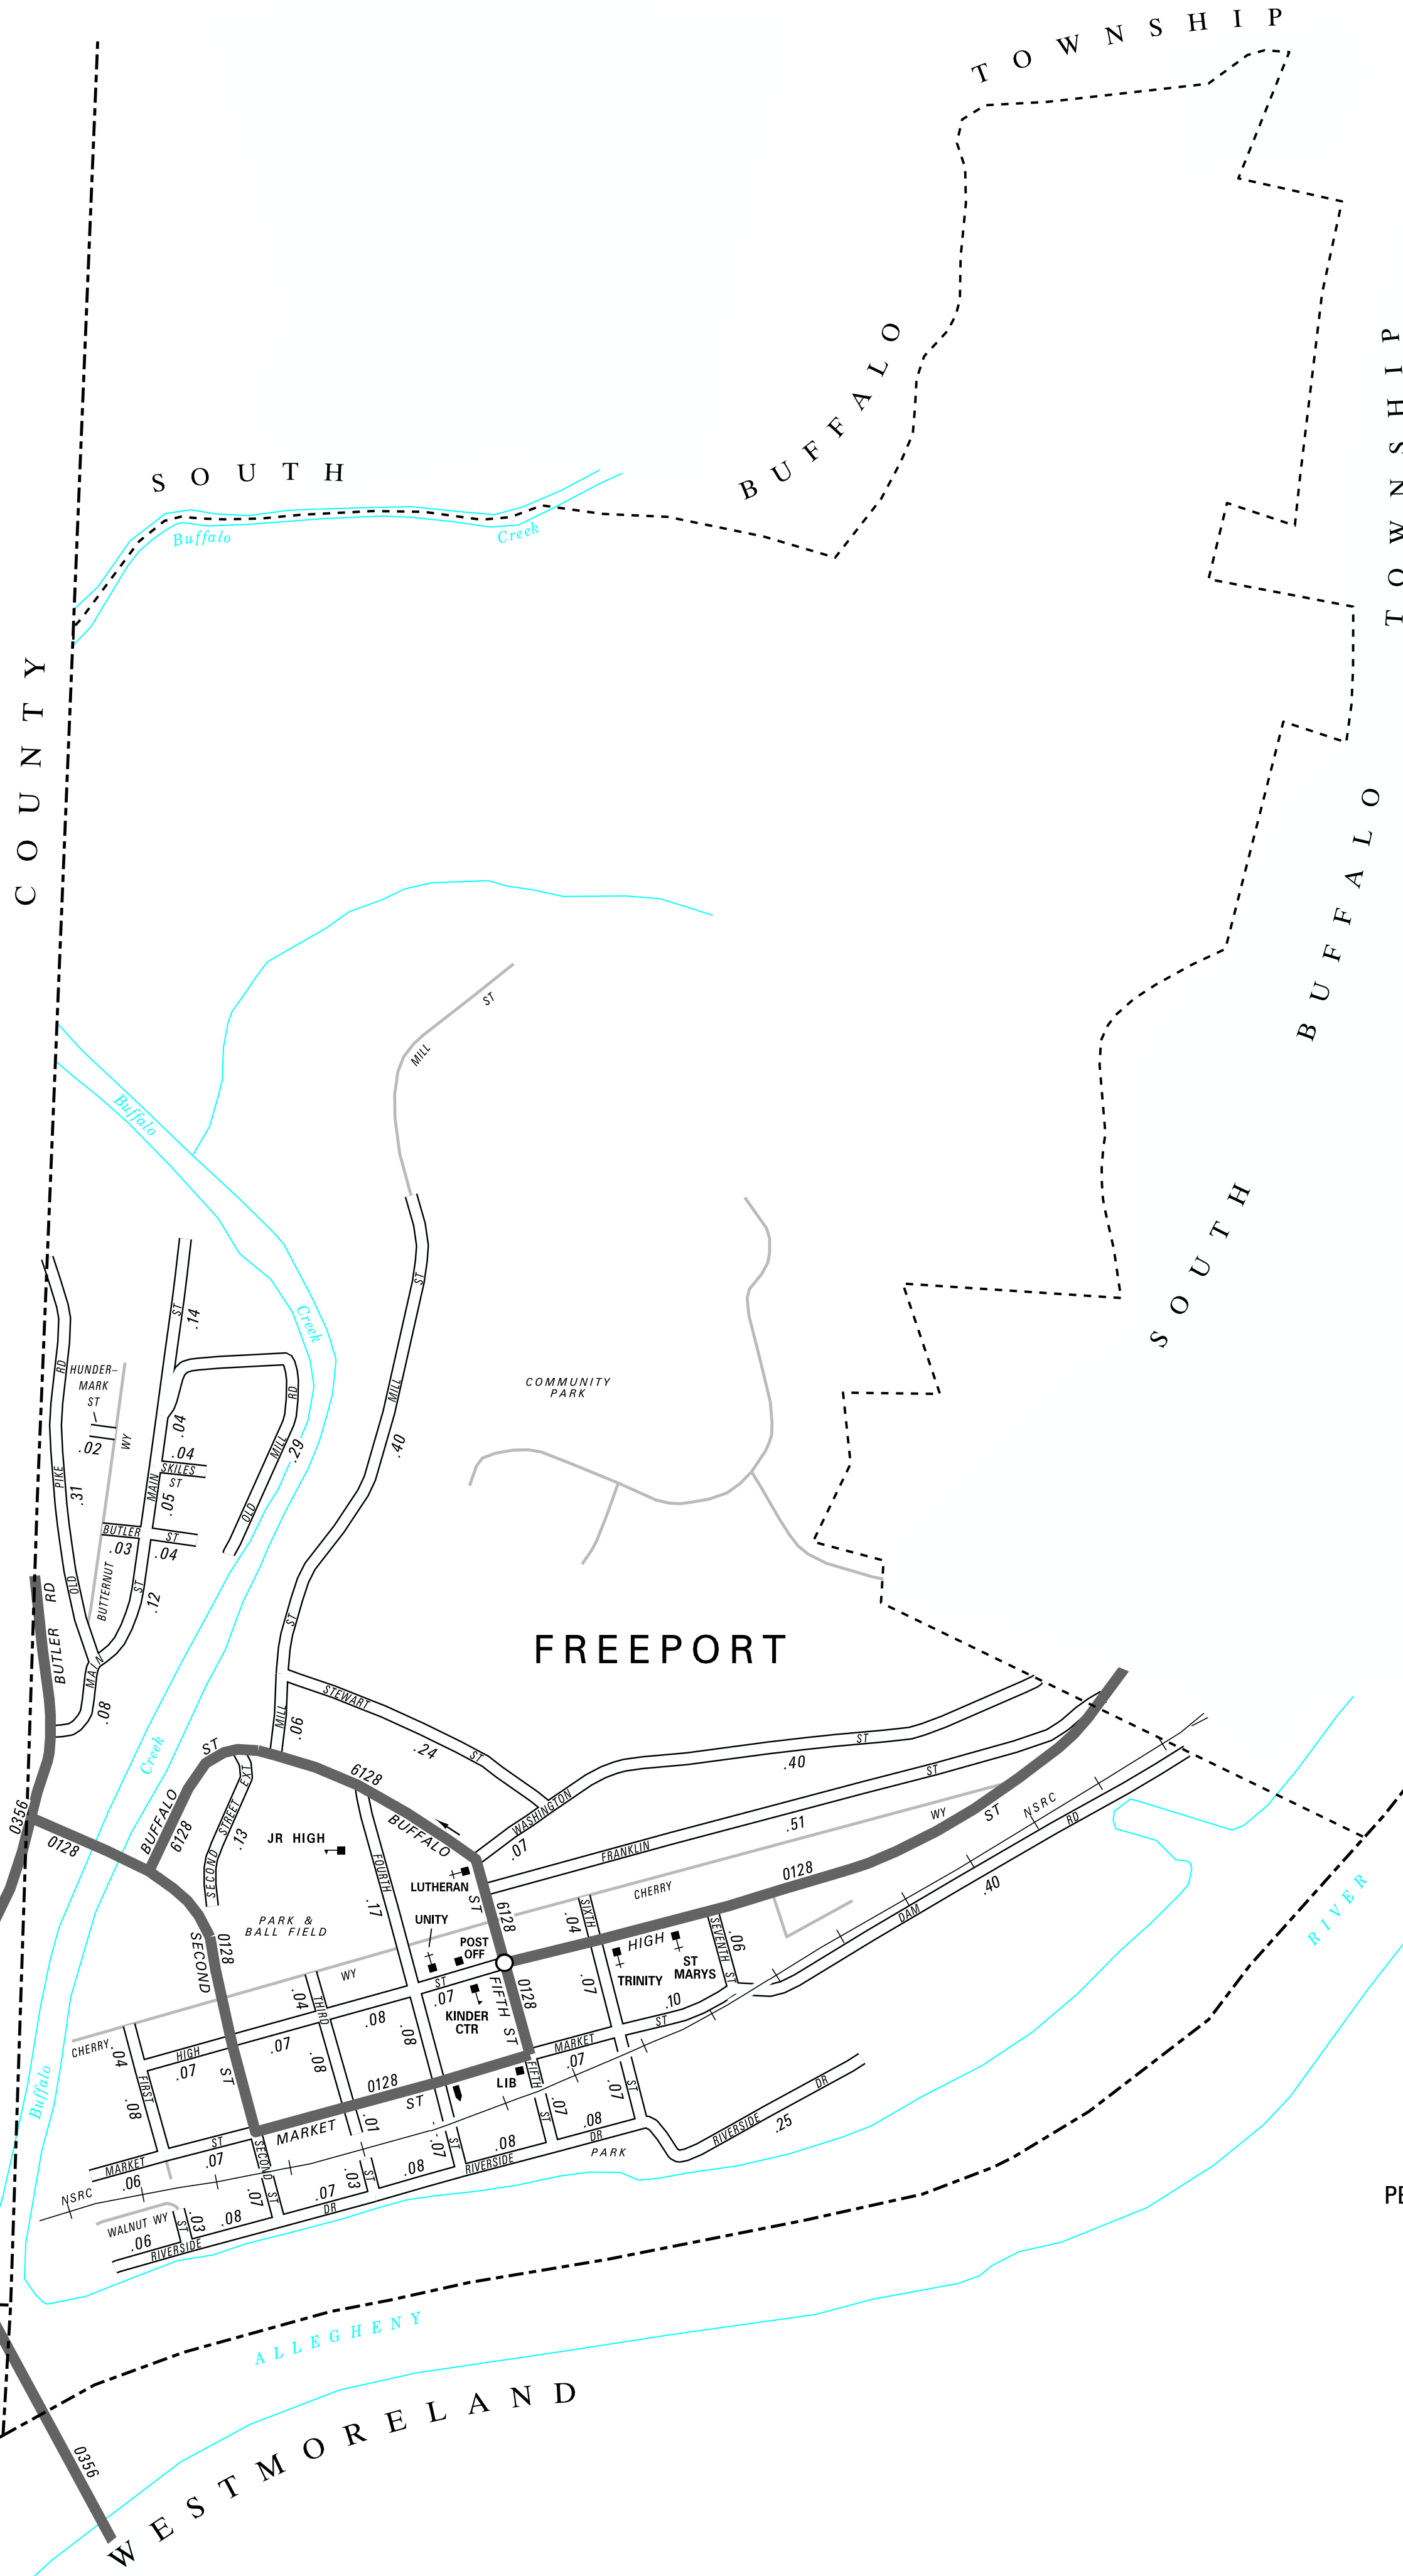 TOWNSHIP
BUFFALO
SOUTH
Buffalo
Creek
TOWNSHIP
BUFFALO
SOUTH
COUNTY
ST
MILL
Buffalo
Creek
ST
MILL
.40
ST
COMMUNITY
PARK
ST
.14
RD
HUNDER-
MARK
ST
.02
WY
RD
.04
.04
SKILES
ST
.05
MAIN
MILL
.29
OLD
PIKE
.31
BUTLER
ST
.03
.04
OLD
BUTTERNUT
ST
.12
BUTLER RD
MAIN
.08
FREEPORT
STEWART
ST
.24
MILL
.06
Creek
ST
BUFFALO
6128
EXT
STREET
SECOND
.13
6128
BUFFALO
0356
0128
JR HIGH
FOURTH
.17
WASHINGTON
ST
.40
.07
FRANKLIN
ST
.51
LUTHERAN
ST
6128
UNITY
POST
OFF
CHERRY
WY
0128
ST
NSRC
RD
DAM
.40
RIVER
PARK &
BALL FIELD
SECOND
0128
ST
WY
CHERRY
SIXTH
.04
HIGH
TRINITY
ST
MARYS
SEVENTH
ST
.06
.04
THIRD
ST
.07
KINDER
CTR
FIFTH ST
0128
.07
.10
ST
.08
.08
.04
HIGH
.07
.07
.08
FIRST
.08
MARKET
.07
LIB
FIFTH
ST
.07
ST
.07
.08
DR
PARK
RIVERSIDE
DR
.25
0128
ST
MARKET
.01
.07
ST
.08
RIVERSIDE
Buffalo
MARKET
ST
.06
.07
SECOND
ST
.07
.03
ST
.08
.07
DR
NSRC
WALNUT WY
.06
ST
.03
.08
RIVERSIDE
PE
ALLEGHENY
WESTMORELAND
0356